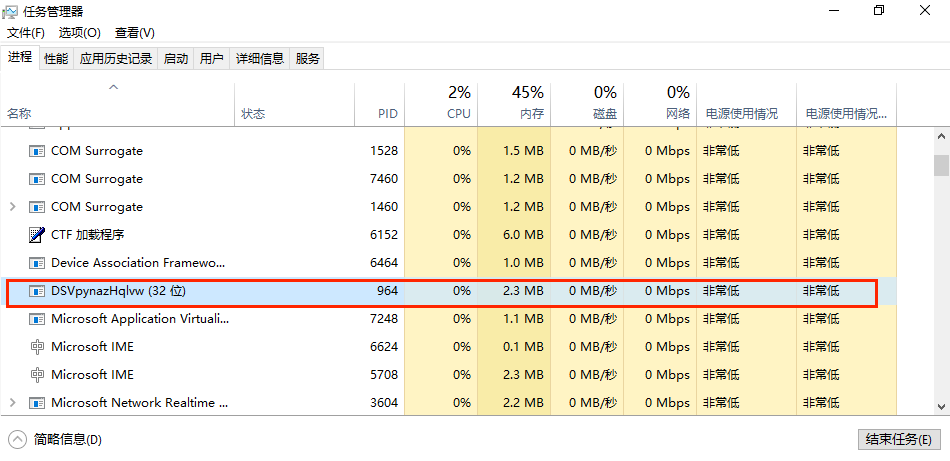 任务管理器
文件(F) 选项(O) 查看(V)
进程 性能 应用历史记录 启动 用户 详细信息 服务
2% 45% 0% 0%
名称 状态 PID CPU 内存 磁盘 网络 电源使用情况 电源使用情况...
COM Surrogate 1528 0% 1.5 MB 0 MB/秒 0 Mbps 非常低 非常低
COM Surrogate 7460 0% 1.2 MB 0 MB/秒 0 Mbps 非常低 非常低
COM Surrogate 1460 0% 1.2 MB 0 MB/秒 0 Mbps 非常低 非常低
CTF 加载程序 6152 0% 6.0 MB 0 MB/秒 0 Mbps 非常低 非常低
Device Association Framewo... 6464 0% 1.0 MB 0 MB/秒 0 Mbps 非常低 非常低
DSVpynazHqlvw (32 位) 964 0% 2.3 MB 0 MB/秒 0 Mbps 非常低 非常低
Microsoft Application Virtuali... 7248 0% 1.1 MB 0 MB/秒 0 Mbps 非常低 非常低
Microsoft IME 6624 0% 0.1 MB 0 MB/秒 0 Mbps 非常低 非常低
Microsoft IME 5708 0% 2.3 MB 0 MB/秒 0 Mbps 非常低 非常低
Microsoft Network Realtime ... 3604 0% 2.2 MB 0 MB/秒 0 Mbps 非常低 非常低
简略信息(D) 结束任务(E)